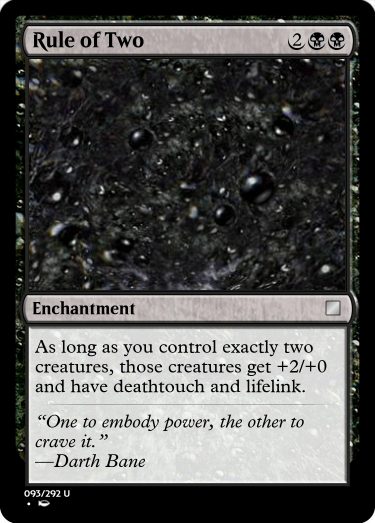 Rule of Two 2
Enchantment
As long as you control exactly two
creatures, those creatures get +2/+0
and have deathtouch and lifelink.
“One to embody power, the other to
crave it.”
—Darth Bane
093/292 U